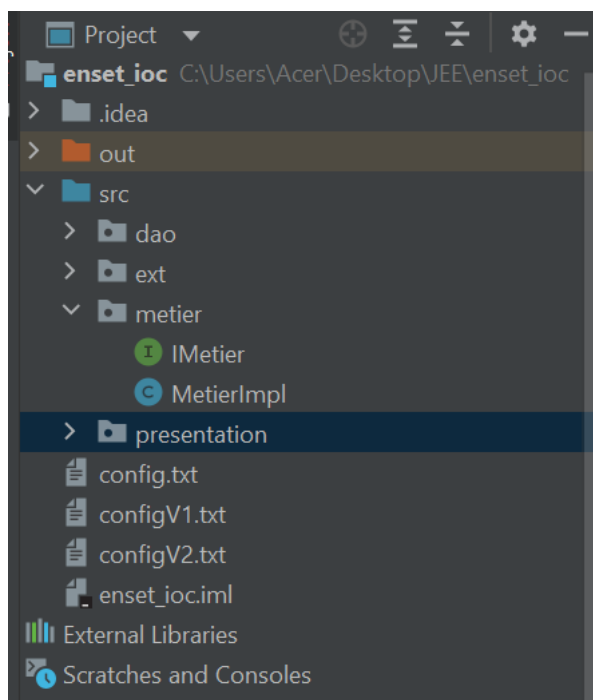 Project
enset_ioc C:\Users\Acer\Desktop\JEE\enset_ioc
.idea
out
src
dao
ext
metier
I IMetier
C MetierImpl
presentation
config.txt
configV1.txt
configV2.txt
enset_ioc.iml
External Libraries
Scratches and Consoles